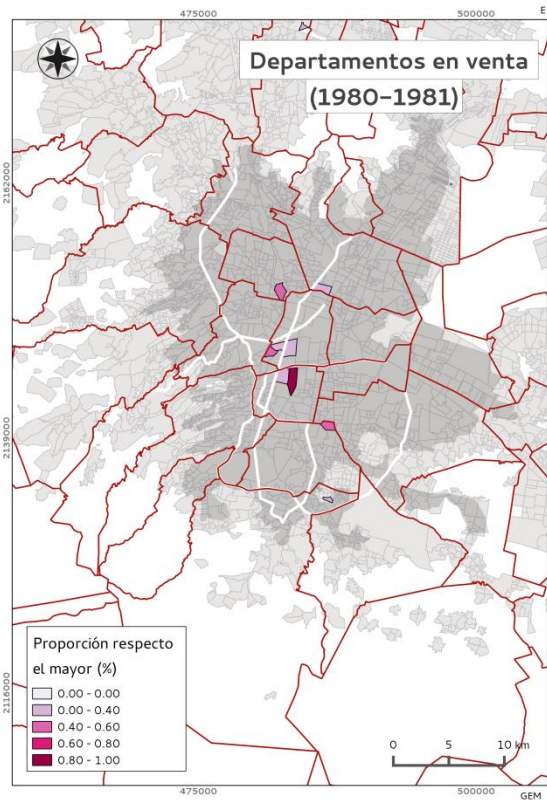 475000
500000
E
Departamentos en venta
(1980–1981)
2162000
2139000
2116000
Proporción respecto
el mayor (%)
0.00 - 0.00
0.00 - 0.40
0.40 - 0.60
0.60 - 0.80
0.80 - 1.00
0 5 10 km
475000
500000
GEM